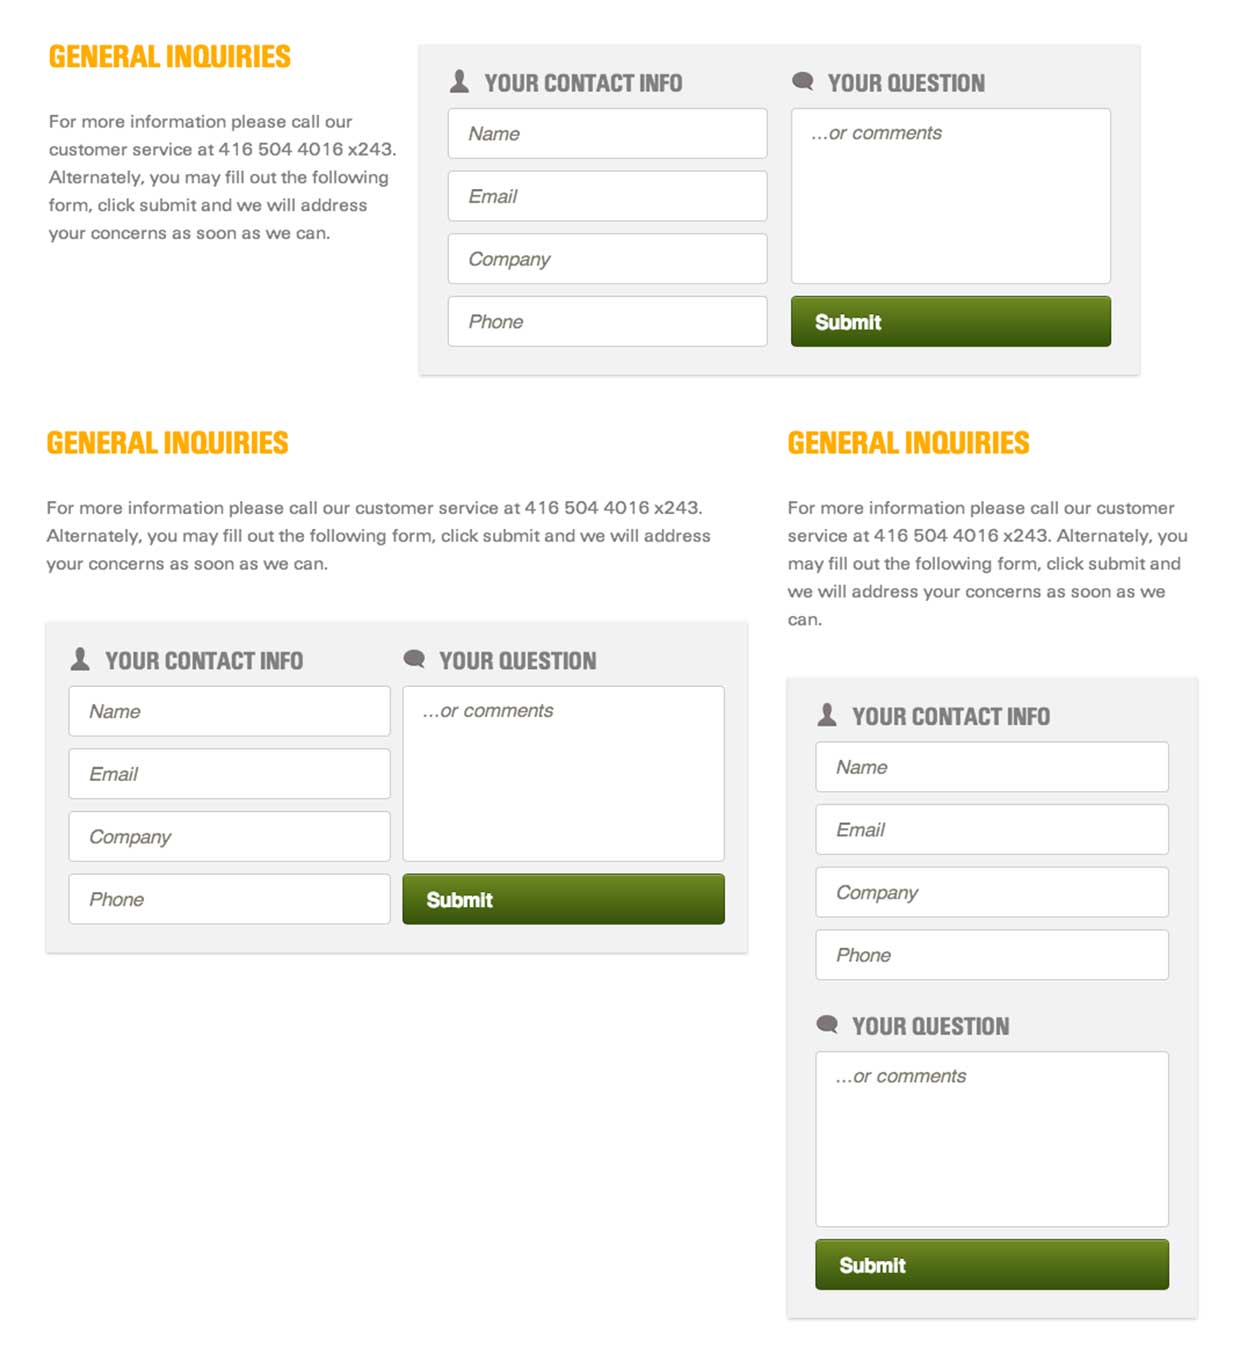 GENERAL INQUIRIES
For more information please call our
customer service at 416 504 4016 x243.
Alternately, you may fill out the following
form, click submit and we will address
your concerns as soon as we can.
YOUR CONTACT INFO
Name
Email
Company
Phone
YOUR QUESTION
...or comments
Submit
GENERAL INQUIRIES
For more information please call our customer service at 416 504 4016 x243.
Alternately, you may fill out the following form, click submit and we will address
your concerns as soon as we can.
YOUR CONTACT INFO
Name
Email
Company
Phone
YOUR QUESTION
...or comments
Submit
GENERAL INQUIRIES
For more information please call our customer
service at 416 504 4016 x243. Alternately, you
may fill out the following form, click submit and
we will address your concerns as soon as we
can.
YOUR CONTACT INFO
Name
Email
Company
Phone
YOUR QUESTION
...or comments
Submit